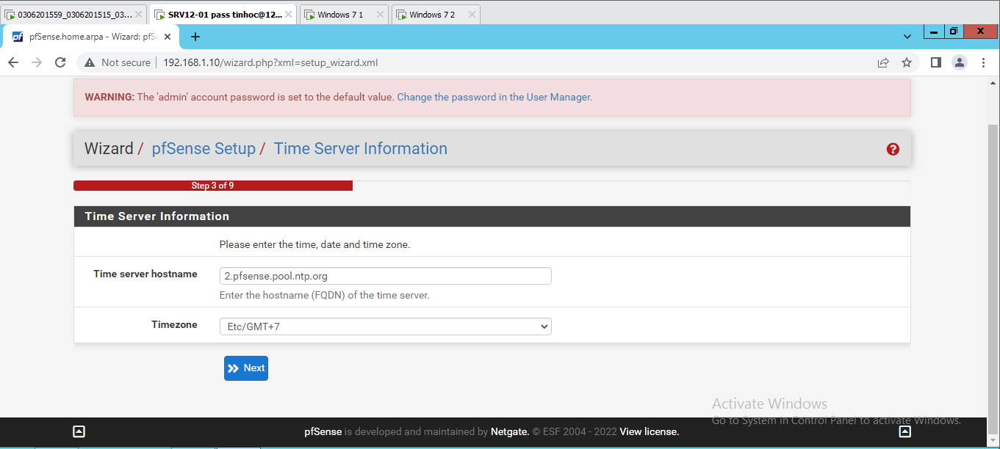 0306201559_0306201515_03...
SRV12-01 pass tinhoc@12...
Windows 7 1
Windows 7 2
pf
pfSense.home.arpa - Wizard: pfSe
Not secure
192.168.1.10/wizard.php?xml=setup_wizard.xml
WARNING: The 'admin' account password is set to the default value. Change the password in the User Manager.
Wizard / pfSense Setup / Time Server Information
Step 3 of 9
Time Server Information
Please enter the time, date and time zone.
Time server hostname
2.pfsense.pool.ntp.org
Enter the hostname (FQDN) of the time server.
Timezone
Etc/GMT+7
Next
Activate Windows
Go to System in Control Panel to activate Windows.
pfSense is developed and maintained by Netgate. © ESF 2004 - 2022 View license.